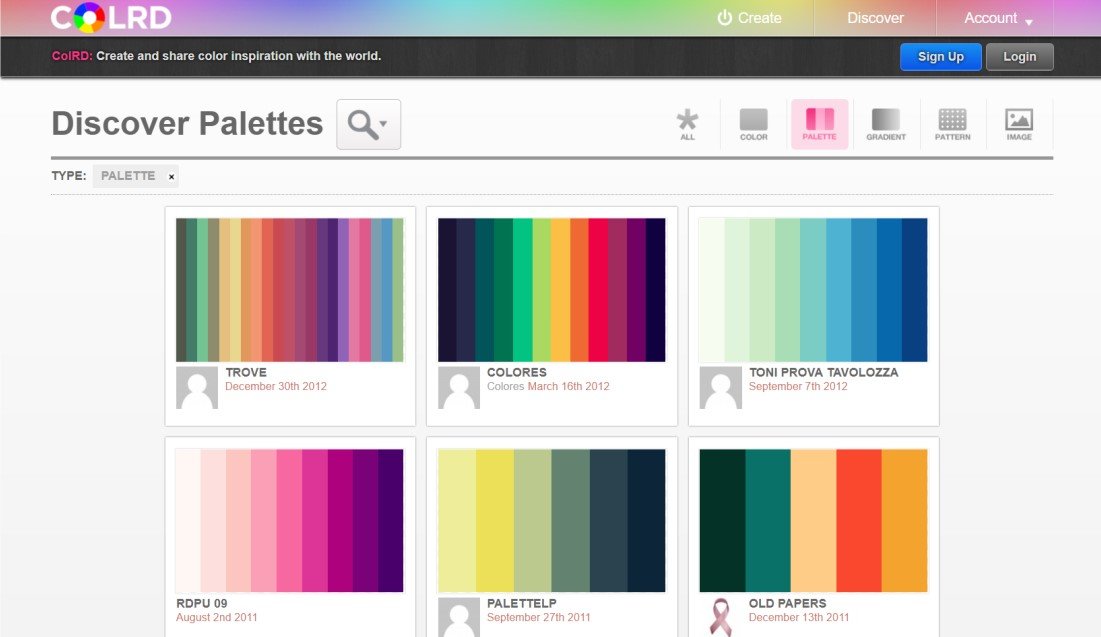 COLRD
Create
Discover
Account
ColRD: Create and share color inspiration with the world.
Sign Up
Login
Discover Palettes
ALL
COLOR
PALETTE
GRADIENT
PATTERN
IMAGE
TYPE: PALETTE ×
TROVE
December 30th 2012
COLORES
Colores March 16th 2012
TONI PROVA TAVOLOZZA
September 7th 2012
RDPU 09
August 2nd 2011
PALETTELP
September 27th 2011
OLD PAPERS
December 13th 2011